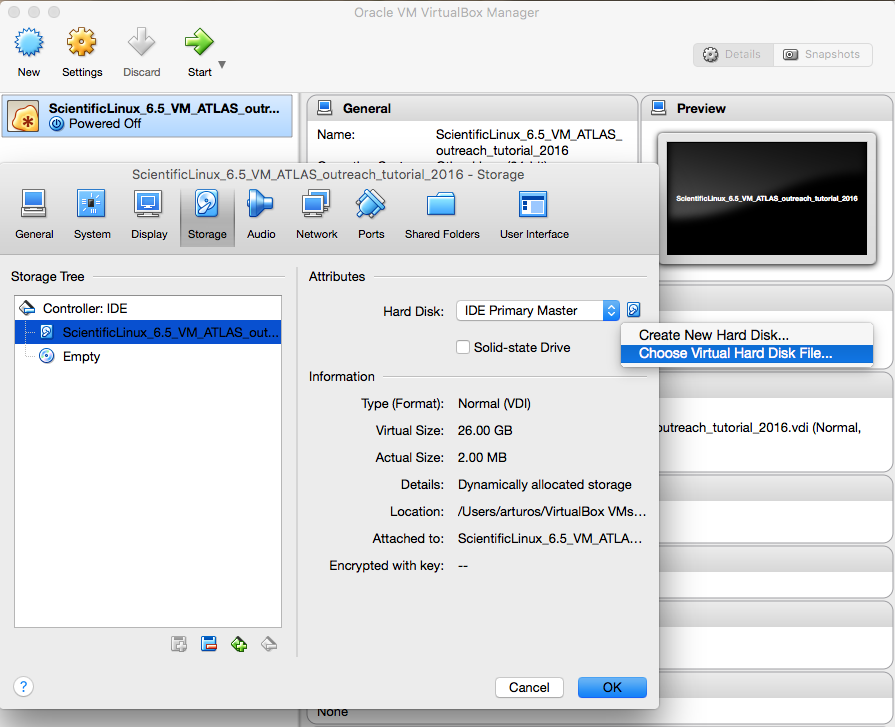 Oracle VM VirtualBox Manager
New
Settings
Discard
Start
Details
Snapshots
ScientificLinux_6.5_VM_ATLAS_outr...
Powered Off
General
Name:
ScientificLinux_6.5_VM_ATLAS_
outreach_tutorial_2016
Preview
ScientificLinux_6.5_VM_ATLAS_outreach_tutorial_2016
ScientificLinux_6.5_VM_ATLAS_outreach_tutorial_2016 - Storage
General
System
Display
Storage
Audio
Network
Ports
Shared Folders
User Interface
Storage Tree
Controller: IDE
ScientificLinux_6.5_VM_ATLAS_out...
Empty
Attributes
Hard Disk:
IDE Primary Master
Solid-state Drive
Create New Hard Disk...
Choose Virtual Hard Disk File...
Information
Type (Format): Normal (VDI)
Virtual Size: 26.00 GB
Actual Size: 2.00 MB
Details: Dynamically allocated storage
Location: /Users/arturos/VirtualBox VMs...
Attached to: ScientificLinux_6.5_VM_ATLA...
Encrypted with key: --
outreach_tutorial_2016.vdi (Normal,
?
Cancel
OK
None